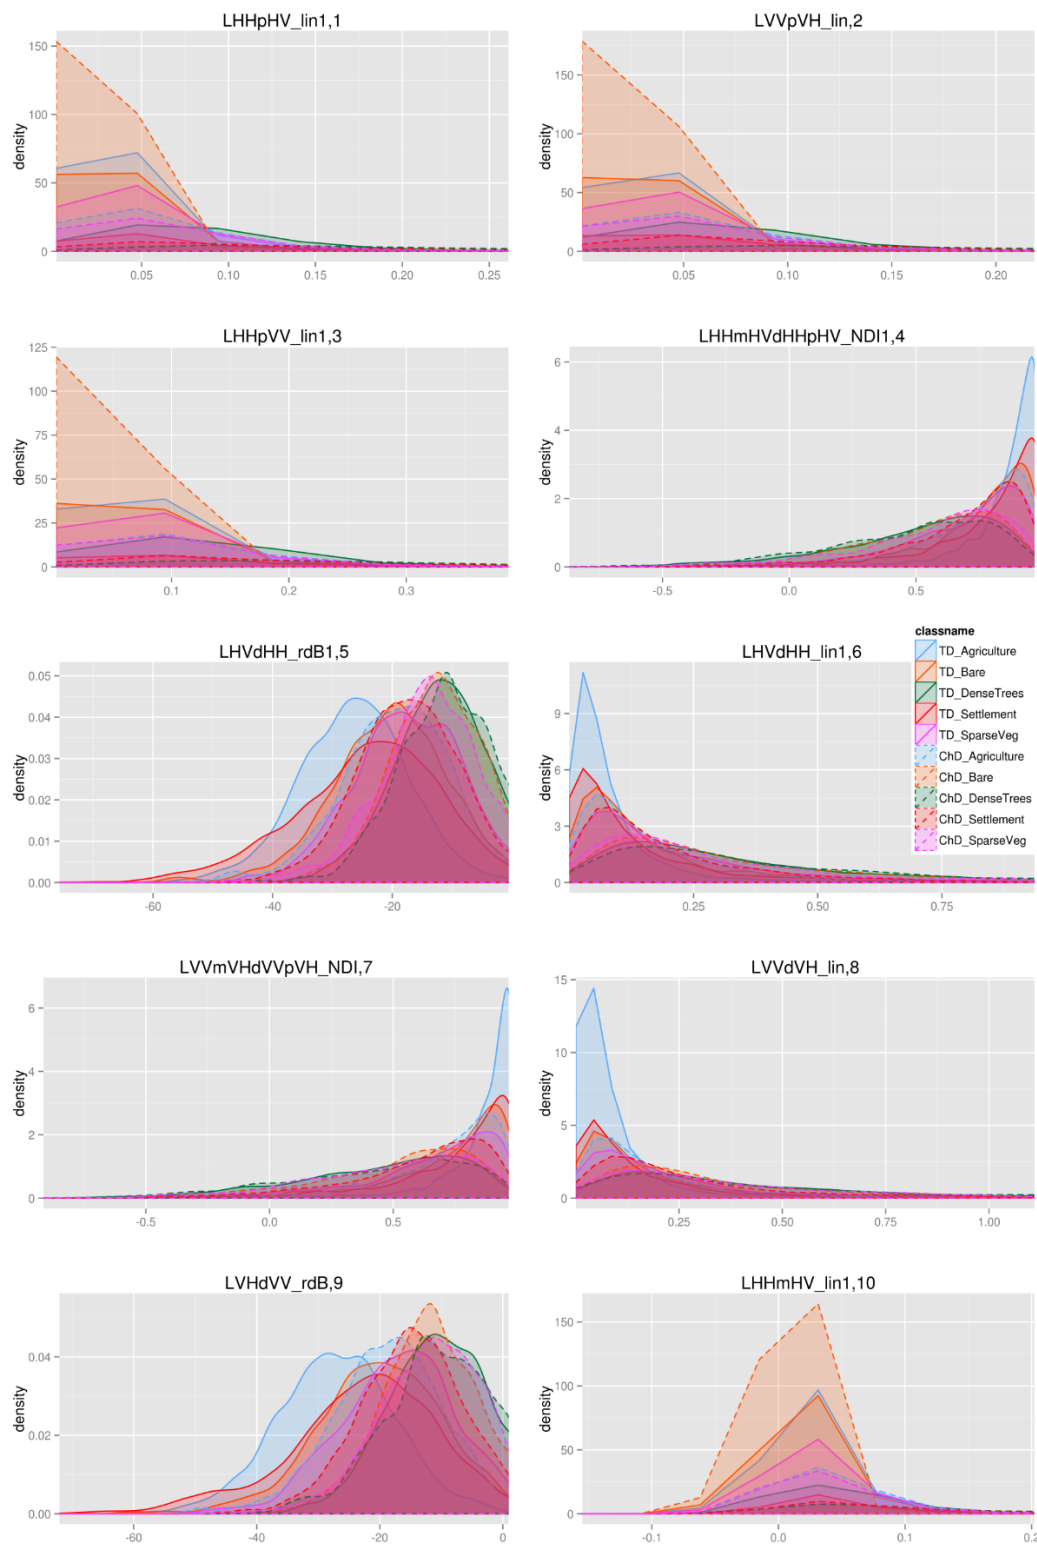 LHHpHV_lin1,1
LVVpVH_lin,2
density
150
100
50
0
0.05 0.10 0.15 0.20 0.25
density
150
100
50
0
0.05 0.10 0.15 0.20
LHHpVV_lin1,3
LHHmHVdHHpHV_NDI1,4
density
125
100
75
50
25
0
0.1 0.2 0.3
density
6
4
2
0
-0.5 0.0 0.5
LHVdHH_rdB1,5
LHVdHH_lin1,6
density
0.05
0.04
0.03
0.02
0.01
0.00
-60 -40 -20
density
9
6
3
0
0.25 0.50 0.75
classname
TD_Agriculture
TD_Bare
TD_DenseTrees
TD_Settlement
TD_SparseVeg
ChD_Agriculture
ChD_Bare
ChD_DenseTrees
ChD_Settlement
ChD_SparseVeg
LVVmVHdVVpVH_NDI,7
LVVdVH_lin,8
density
6
4
2
0
-0.5 0.0 0.5
density
15
10
5
0
0.25 0.50 0.75 1.00
LVHdVV_rdB,9
LHHmHV_lin1,10
density
0.04
0.02
0.00
-60 -40 -20 0
density
150
100
50
0
-0.1 0.0 0.1